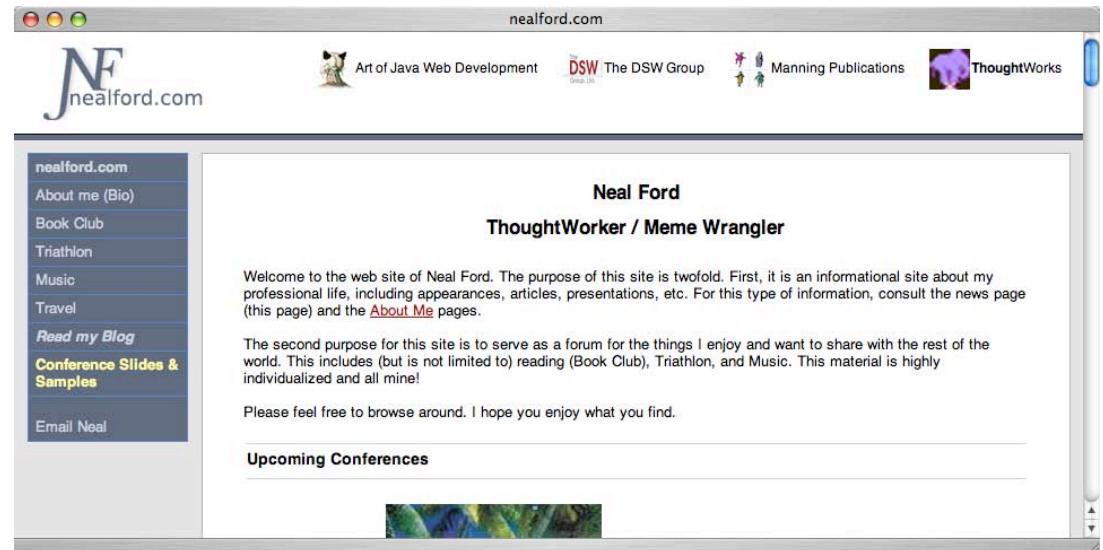 nealford.com
NF
nealford.com
Art of Java Web Development
The DSW Group
Manning Publications
ThoughtWorks
nealford.com
About me (Bio)
Book Club
Triathlon
Music
Travel
Read my Blog
Conference Slides &
Samples
Email Neal
Neal Ford
ThoughtWorker / Meme Wrangler
Welcome to the web site of Neal Ford. The purpose of this site is twofold. First, it is an informational site about my
professional life, including appearances, articles, presentations, etc. For this type of information, consult the news page
(this page) and the About Me pages.
The second purpose for this site is to serve as a forum for the things I enjoy and want to share with the rest of the
world. This includes (but is not limited to) reading (Book Club), Triathlon, and Music. This material is highly
individualized and all mine!
Please feel free to browse around. I hope you enjoy what you find.
Upcoming Conferences